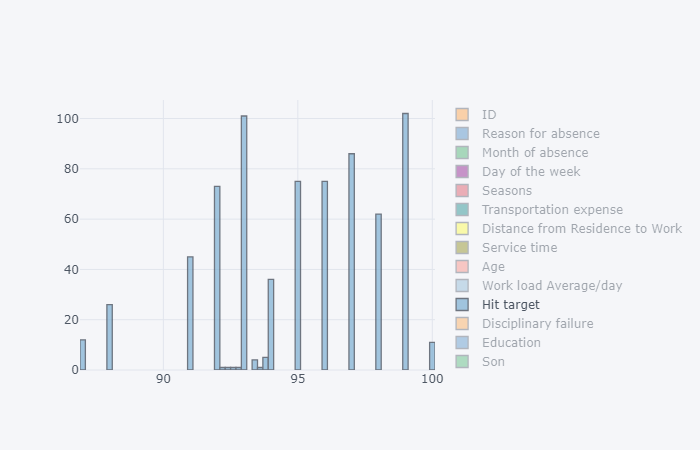 100
80
60
40
20
0
90
95
100
ID
Reason for absence
Month of absence
Day of the week
Seasons
Transportation expense
Distance from Residence to Work
Service time
Age
Work load Average/day
Hit target
Disciplinary failure
Education
Son